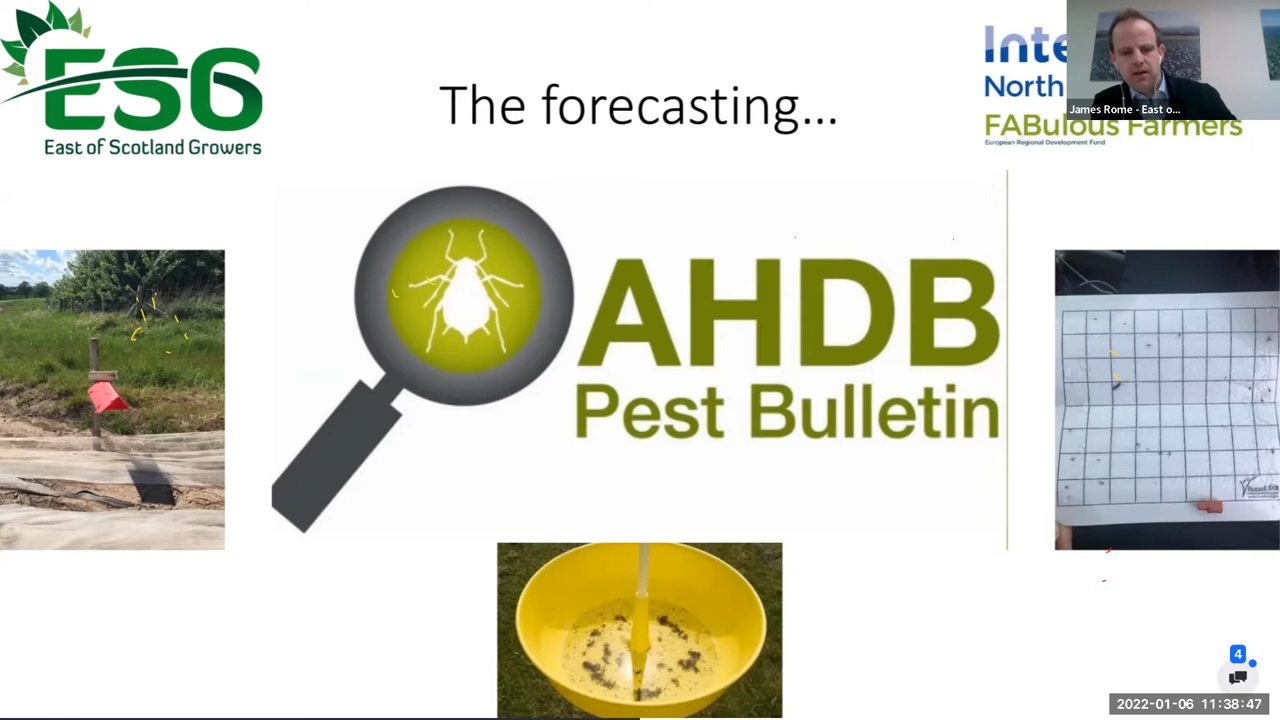 ESG
East of Scotland Growers
The forecasting...
Inte
North
FABulous Farmers
European Regional Development Fund
James Rome - East o...
AHDB
Pest Bulletin
4
2022-01-06 11:38:47